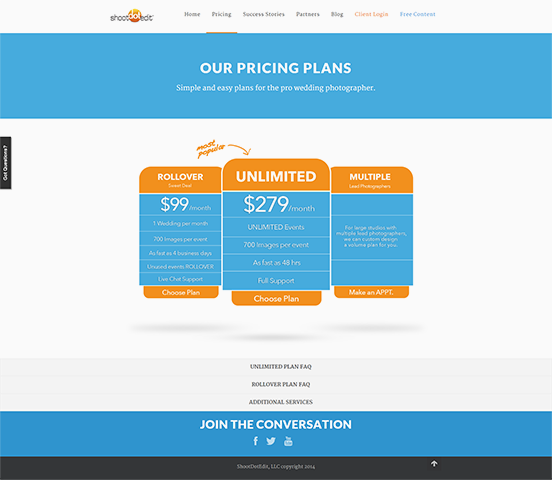 shootdotedit
Home Pricing Success Stories Partners Blog Client Login Free Content
OUR PRICING PLANS
Simple and easy plans for the pro wedding photographer.
Got Questions?
most
popular
ROLLOVER
Sweet Deal
$99/month
1 Wedding per month
700 Images per event
As fast as 4 business days
Unused events ROLLOVER
Live Chat Support
Choose Plan
UNLIMITED
$279/month
UNLIMITED Events
700 Images per event
As fast as 48 hrs
Full Support
Choose Plan
MULTIPLE
Lead Photographers
For large studios with
multiple lead photographers,
we can custom design
a volume plan for you.
Make an APPT.
UNLIMITED PLAN FAQ
ROLLOVER PLAN FAQ
ADDITIONAL SERVICES
JOIN THE CONVERSATION
ShootDotEdit, LLC copyright 2014